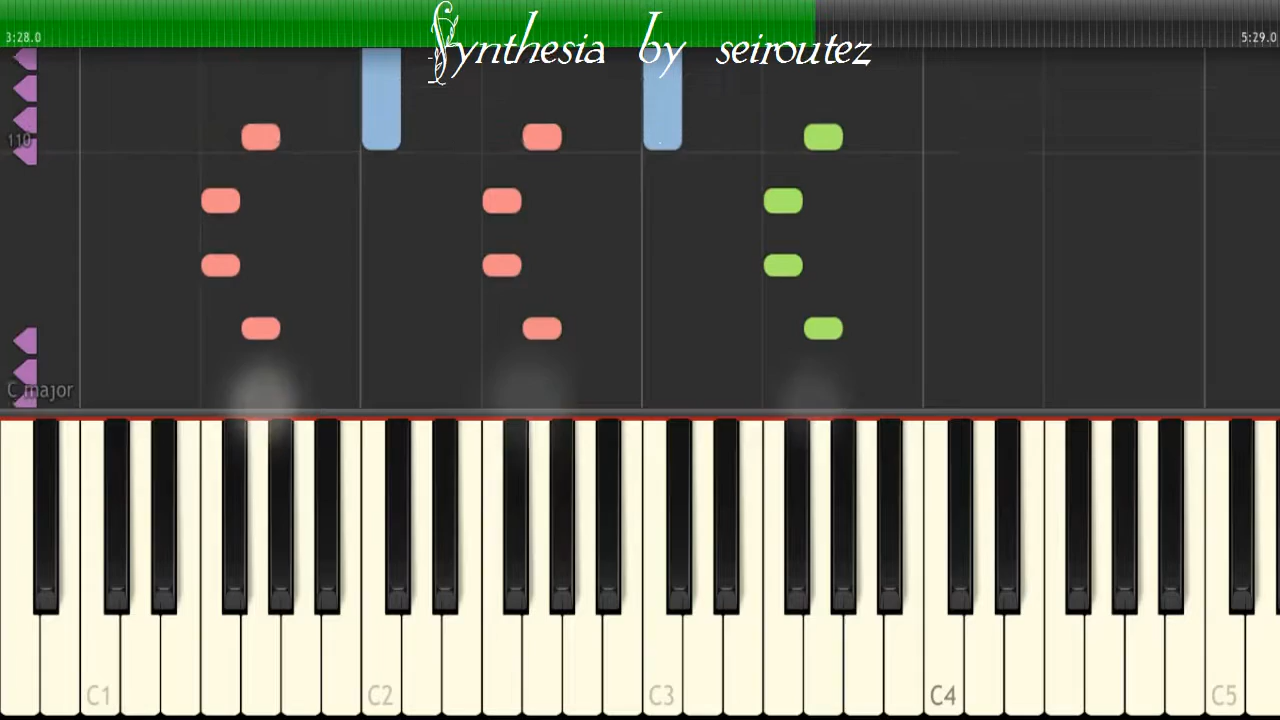 Synthesia by seiroutez
3:28.0
5:29.0
110
C major
C1 C2 C3 C4 C5